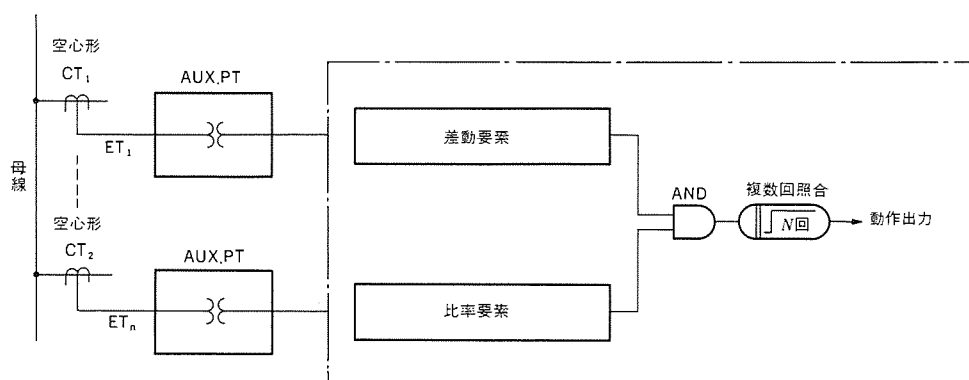 空心形
CT₁
AUX.PT
ET₁
差動要素
母線
AND
複数回照合
N回
動作出力
空心形
CT₂
AUX.PT
ETₙ
比率要素